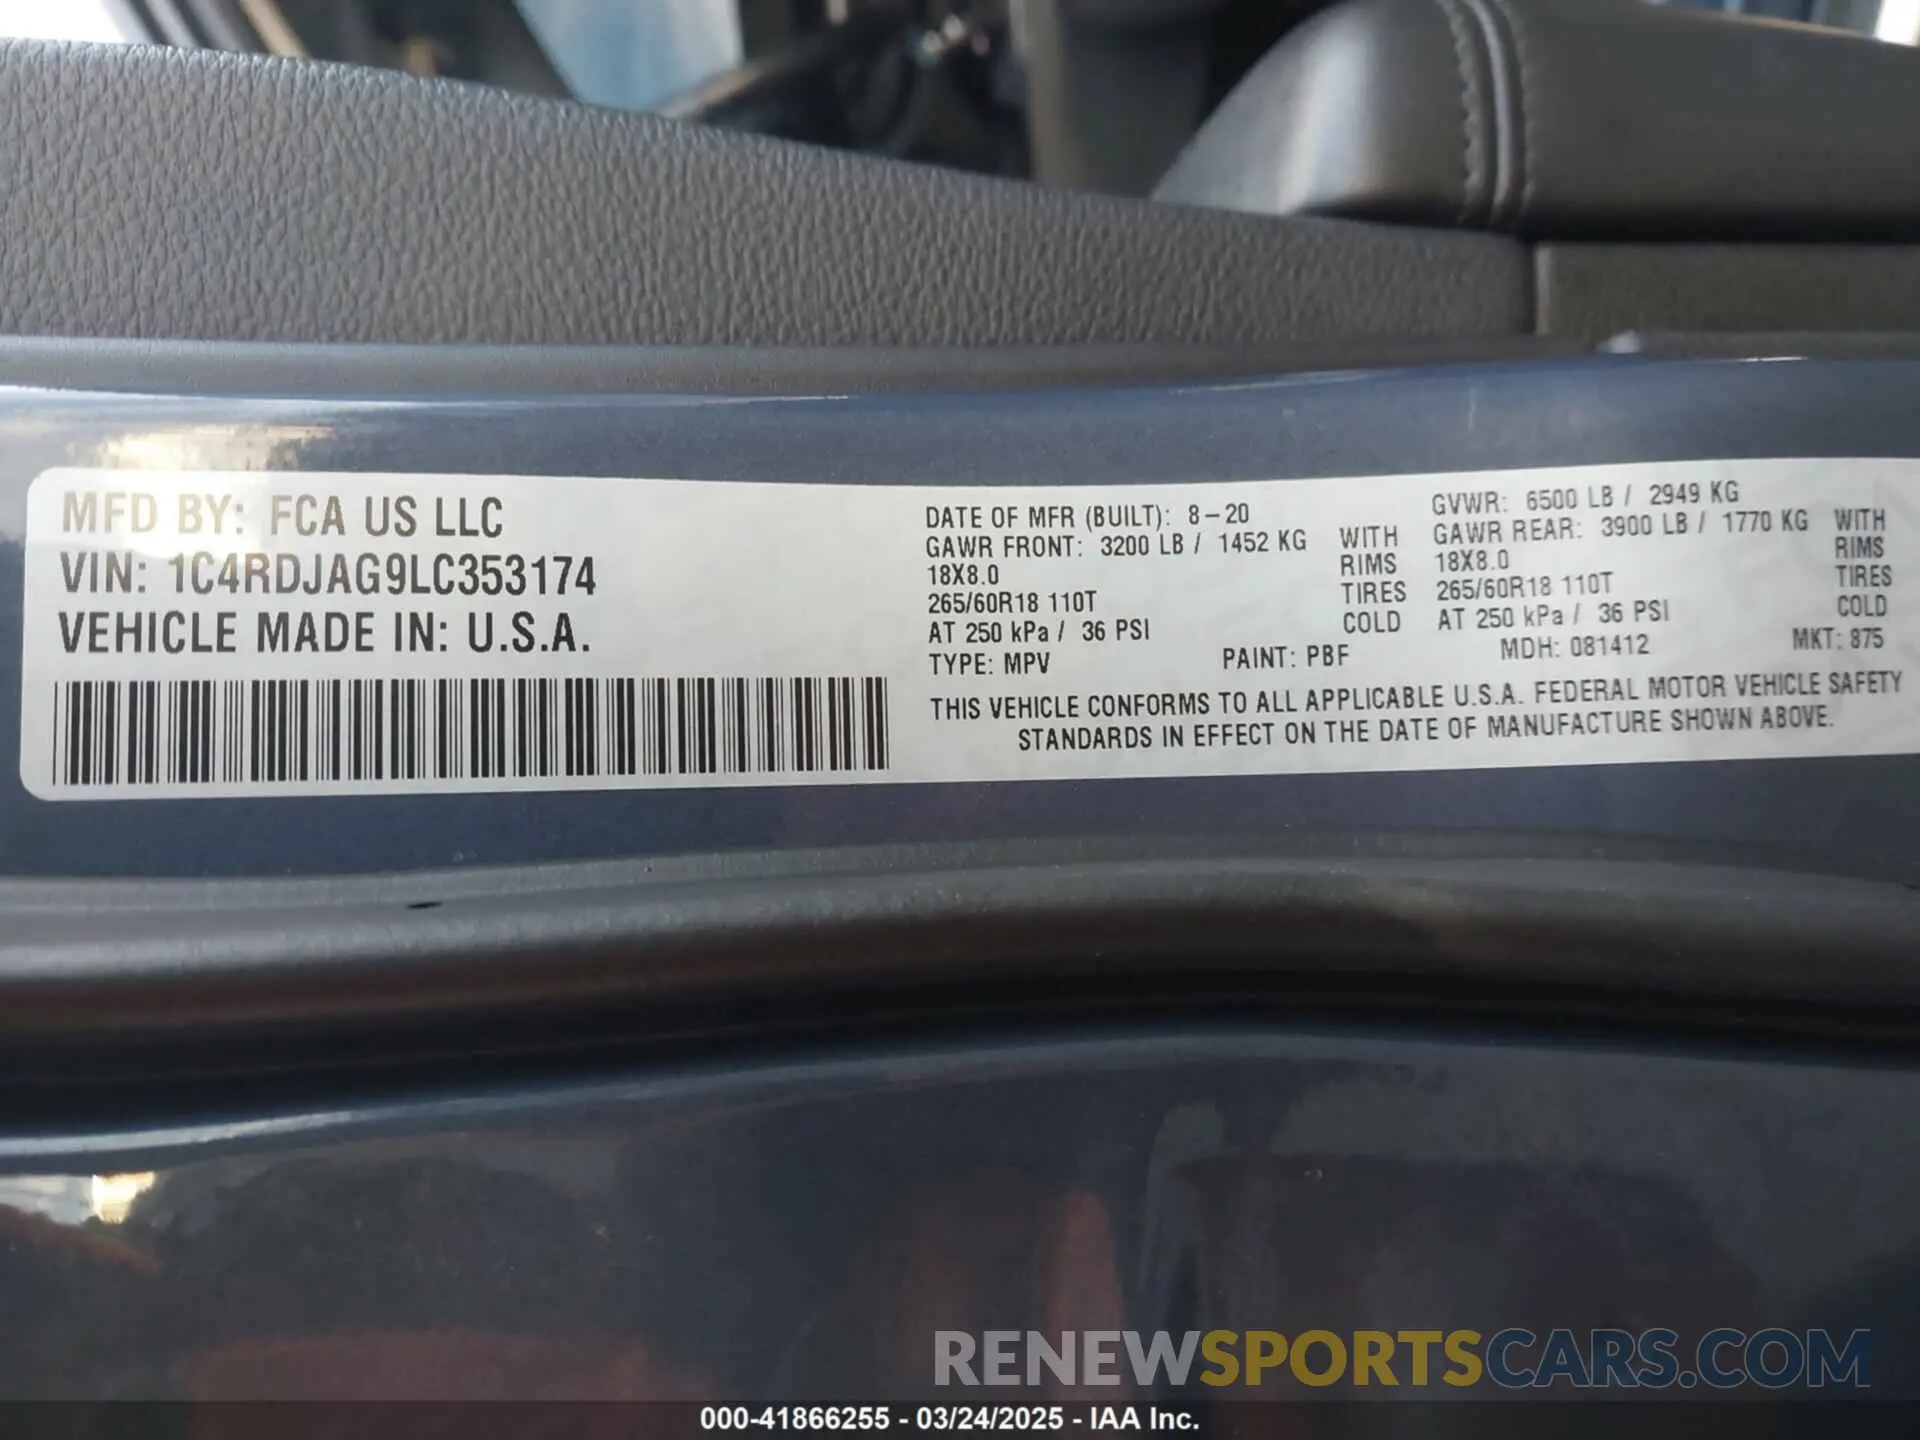 MFD BY: FCA US LLC
VIN: 1C4RDJAG9LC353174
VEHICLE MADE IN: U.S.A.
DATE OF MFR (BUILT): 8-20
GVWR: 6500 LB / 2949 KG
GAWR FRONT: 3200 LB / 1452 KG WITH
18X8.0 RIMS
265/60R18 110T TIRES
AT 250 kPa / 36 PSI COLD
GAWR REAR: 3900 LB / 1770 KG WITH
18X8.0 RIMS
265/60R18 110T TIRES
AT 250 kPa / 36 PSI COLD
TYPE: MPV PAINT: PBF MDH: 081412 MKT: 875
THIS VEHICLE CONFORMS TO ALL APPLICABLE U.S.A. FEDERAL MOTOR VEHICLE SAFETY
STANDARDS IN EFFECT ON THE DATE OF MANUFACTURE SHOWN ABOVE.
RENEWSPORTSCARS.COM
000-41866255 - 03/24/2025 - IAA Inc.